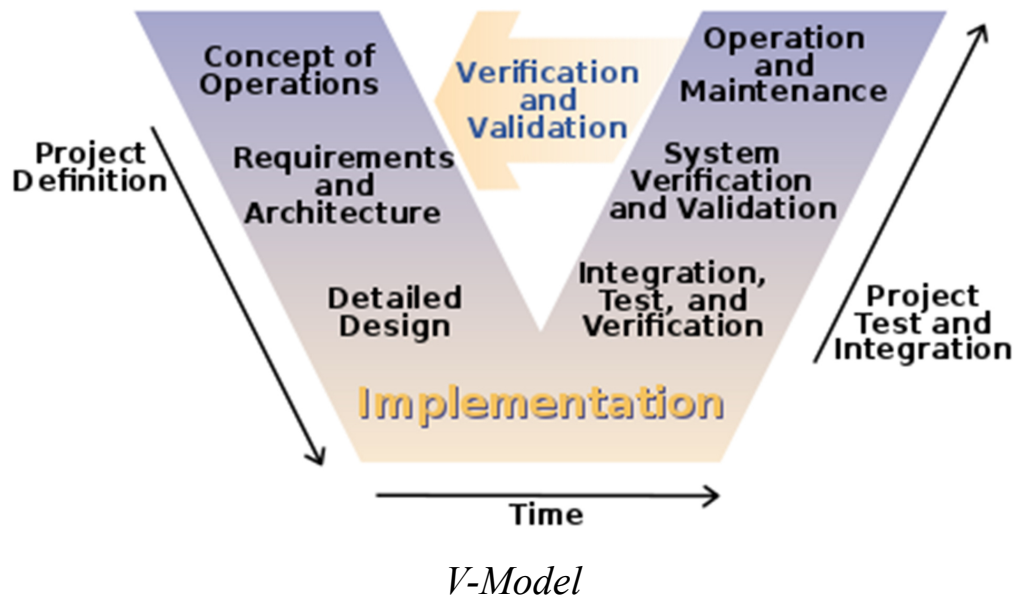 Concept of
Operations
Verification
and
Validation
Operation
and
Maintenance
Project
Definition
Requirements
and
Architecture
System
Verification
and Validation
Detailed
Design
Integration,
Test, and
Verification
Project
Test and
Integration
Implementation
Time
V-Model